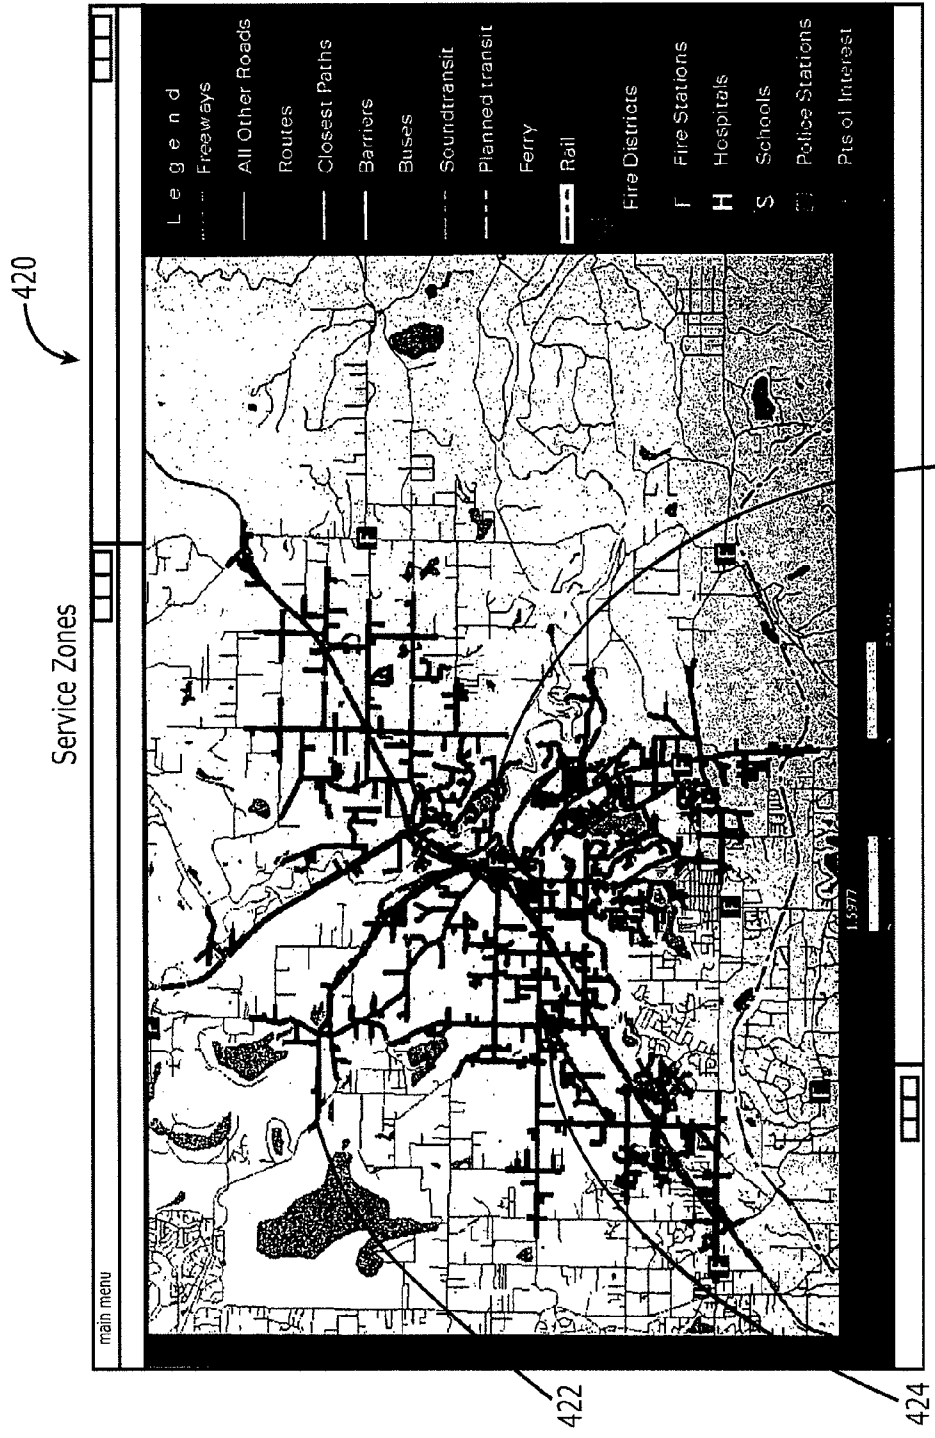 420
Service Zones
main menu
Legend
Freeways
All Other Roads
Routes
Closest Paths
Barriers
Buses
Soundtransit
Planned transit
Ferry
Rail
Fire Districts
F Fire Stations
H Hospitals
S Schools
Police Stations
Pts of Interest
F
F
F
F
F
1:5977
422
424